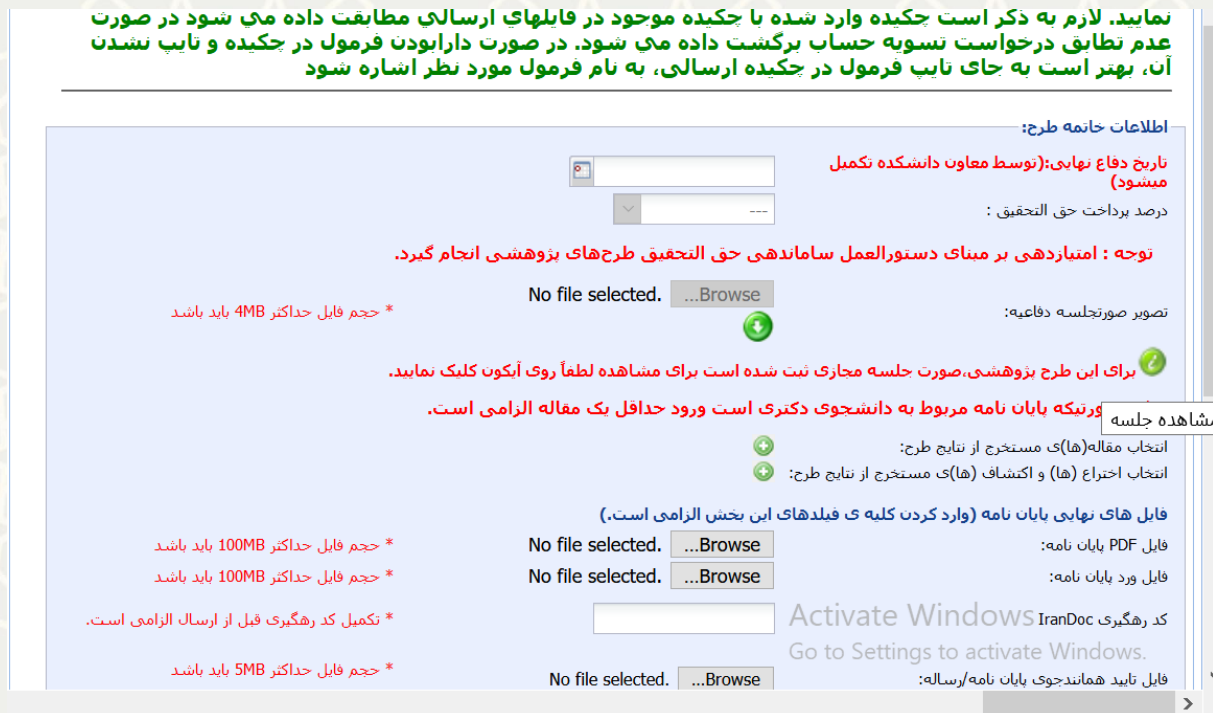 نمایید. لازم به ذکر است چکیده وارد شده با چکیده موجود در فایلهای ارسالی مطابقت داده می شود در صورت
عدم تطابق درخواست تسویه حساب برگشت داده می شود. در صورت دارابودن فرمول در چکیده و تایپ نشدن
آن، بهتر است به جای تایپ فرمول در چکیده ارسالی، به نام فرمول مورد نظر اشاره شود
اطلاعات خاتمه طرح:
تاریخ دفاع نهایی:(توسط معاون دانشکده تکمیل
میشود)
درصد پرداخت حق التحقیق : ---
توجه : امتیازدهی بر مبنای دستورالعمل ساماندهی حق التحقیق طرح‌های پژوهشی انجام گیرد.
تصویر صورتجلسه دفاعیه: Browse... No file selected. * حجم فایل حداکثر 4MB باید باشد
برای این طرح پژوهشی،صورت جلسه مجازی ثبت شده است برای مشاهده لطفاً روی آیکون کلیک نمایید.
ورتیکه پایان نامه مربوط به دانشجوی دکتری است ورود حداقل یک مقاله الزامی است.
مشاهده جلسه
انتخاب مقاله(ها)ی مستخرج از نتایج طرح:
انتخاب اختراع (ها) و اکتشاف (ها)ی مستخرج از نتایج طرح:
فایل های نهایی پایان نامه (وارد کردن کلیه ی فیلدهای این بخش الزامی است.)
فایل PDF پایان نامه: Browse... No file selected. * حجم فایل حداکثر 100MB باید باشد
فایل ورد پایان نامه: Browse... No file selected. * حجم فایل حداکثر 100MB باید باشد
کد رهگیری IranDoc * تکمیل کد رهگیری قبل از ارسال الزامی است.
Activate Windows
Go to Settings to activate Windows.
فایل تایید همانندجوی پایان نامه/رساله: Browse... No file selected. * حجم فایل حداکثر 5MB باید باشد